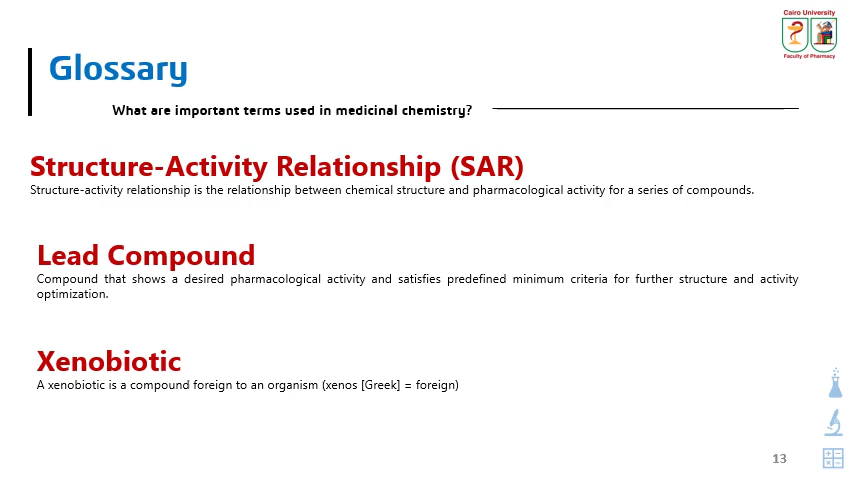 Cairo University
Faculty of Pharmacy
Glossary
What are important terms used in medicinal chemistry?
Structure-Activity Relationship (SAR)
Structure-activity relationship is the relationship between chemical structure and pharmacological activity for a series of compounds.
Lead Compound
Compound that shows a desired pharmacological activity and satisfies predefined minimum criteria for further structure and activity
optimization.
Xenobiotic
A xenobiotic is a compound foreign to an organism (xenos [Greek] = foreign)
13